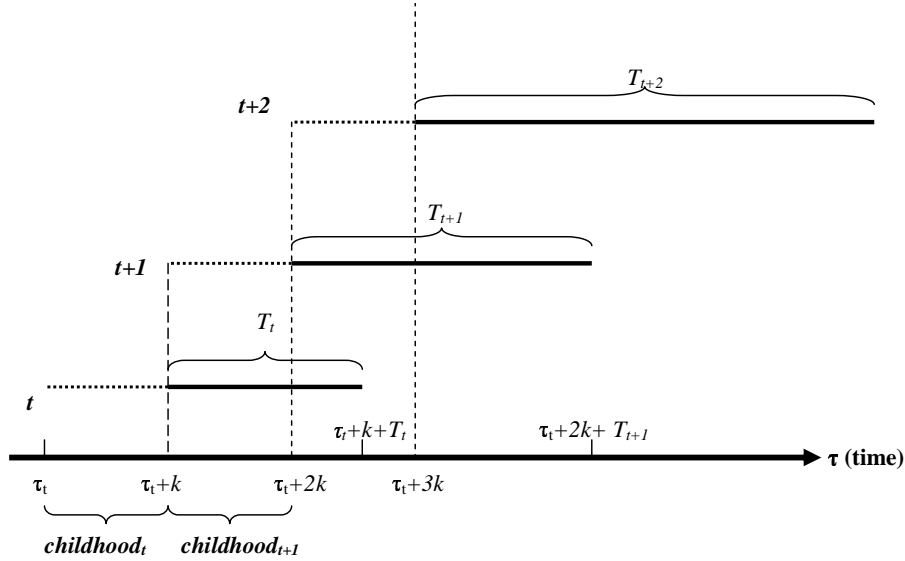 T_{t+2}
t+2
T_{t+1}
t+1
T_t
t
τ_t+k+T_t τ_t+2k+ T_{t+1}
τ (time)
τ_t τ_t+k τ_t+2k τ_t+3k
childhood_t childhood_{t+1}